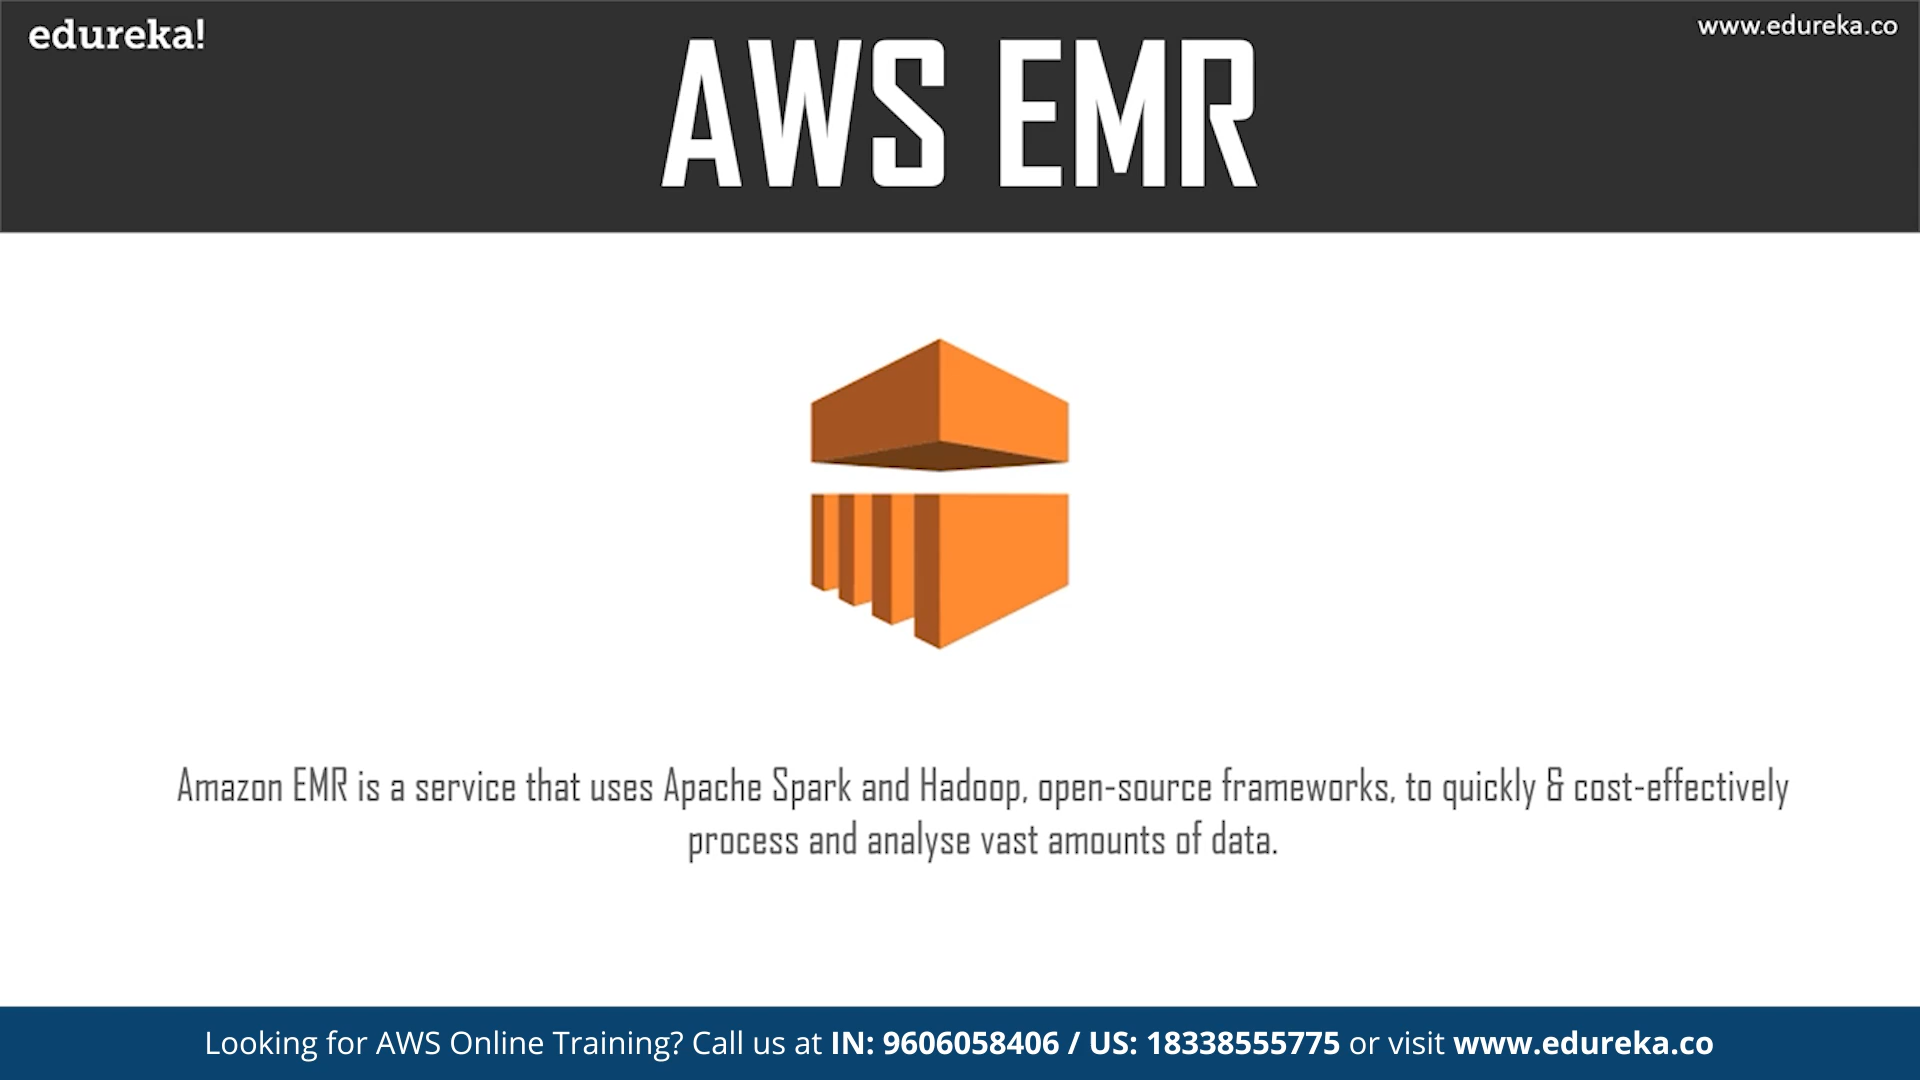 edureka!
www.edureka.co
AWS EMR
Amazon EMR is a service that uses Apache Spark and Hadoop, open-source frameworks, to quickly & cost-effectively
process and analyse vast amounts of data.
Looking for AWS Online Training? Call us at IN: 9606058406 / US: 18338555775 or visit www.edureka.co